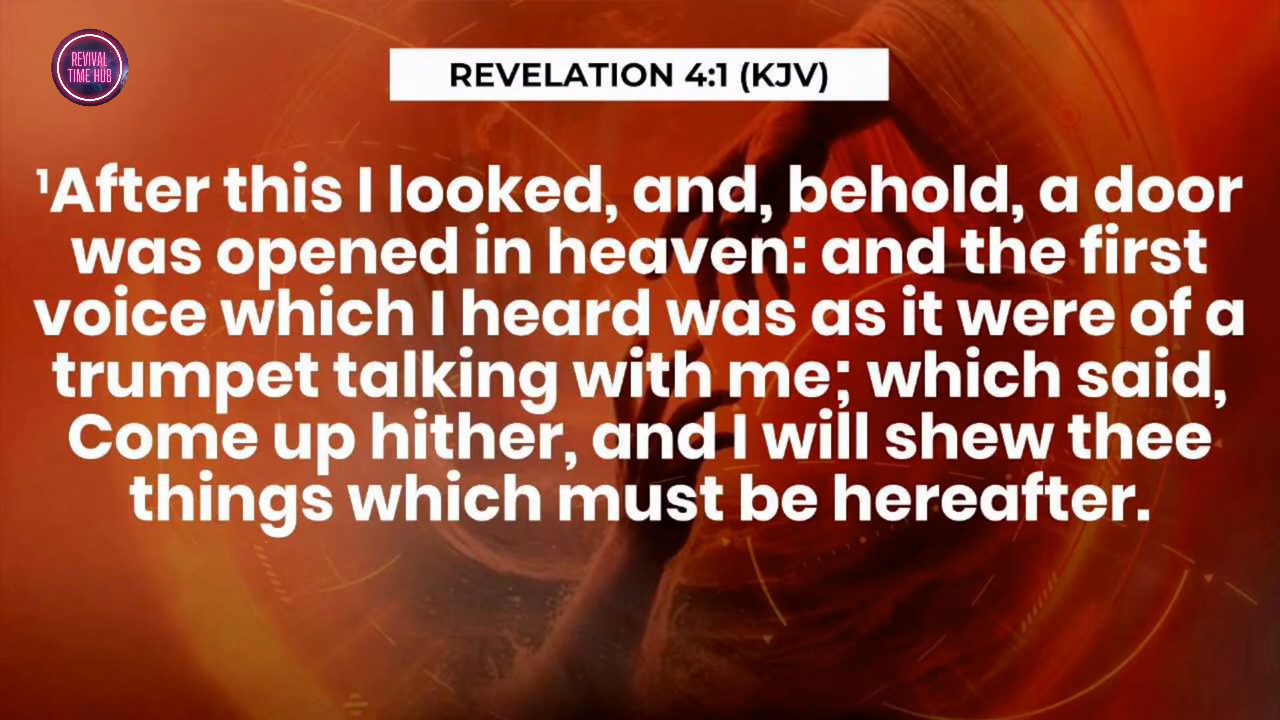 REVIVAL
TIME HUB
REVELATION 4:1 (KJV)
¹After this I looked, and, behold, a door
was opened in heaven: and the first
voice which I heard was as it were of a
trumpet talking with me; which said,
Come up hither, and I will shew thee
things which must be hereafter.